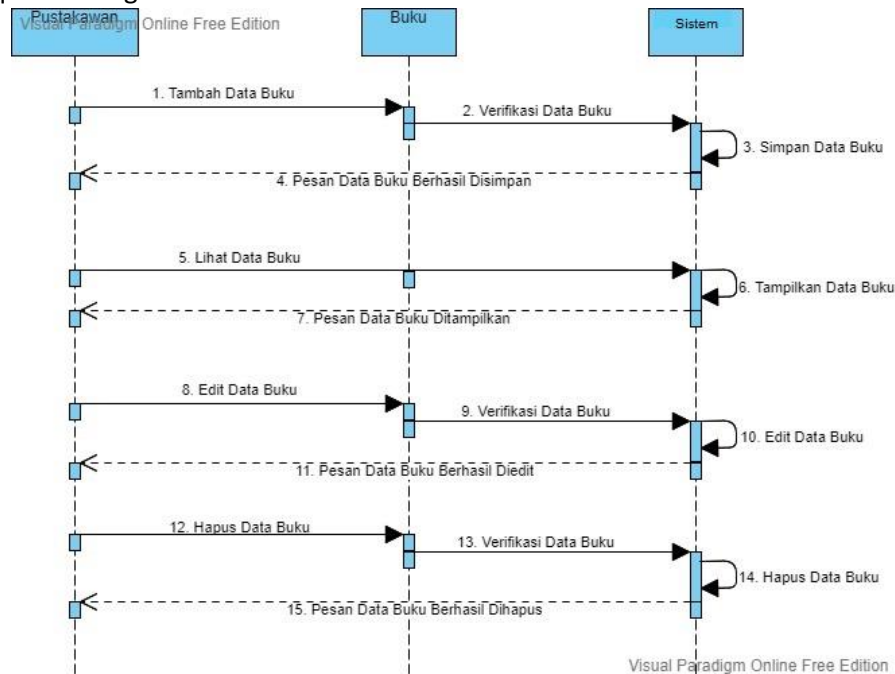 Pustakawan
Buku
Sistem
Visual Paradigm Online Free Edition
1. Tambah Data Buku
2. Verifikasi Data Buku
3. Simpan Data Buku
4. Pesan Data Buku Berhasil Disimpan
5. Lihat Data Buku
6. Tampilkan Data Buku
7. Pesan Data Buku Ditampilkan
8. Edit Data Buku
9. Verifikasi Data Buku
10. Edit Data Buku
11. Pesan Data Buku Berhasil Diedit
12. Hapus Data Buku
13. Verifikasi Data Buku
14. Hapus Data Buku
15. Pesan Data Buku Berhasil Dihapus
Visual Paradigm Online Free Edition